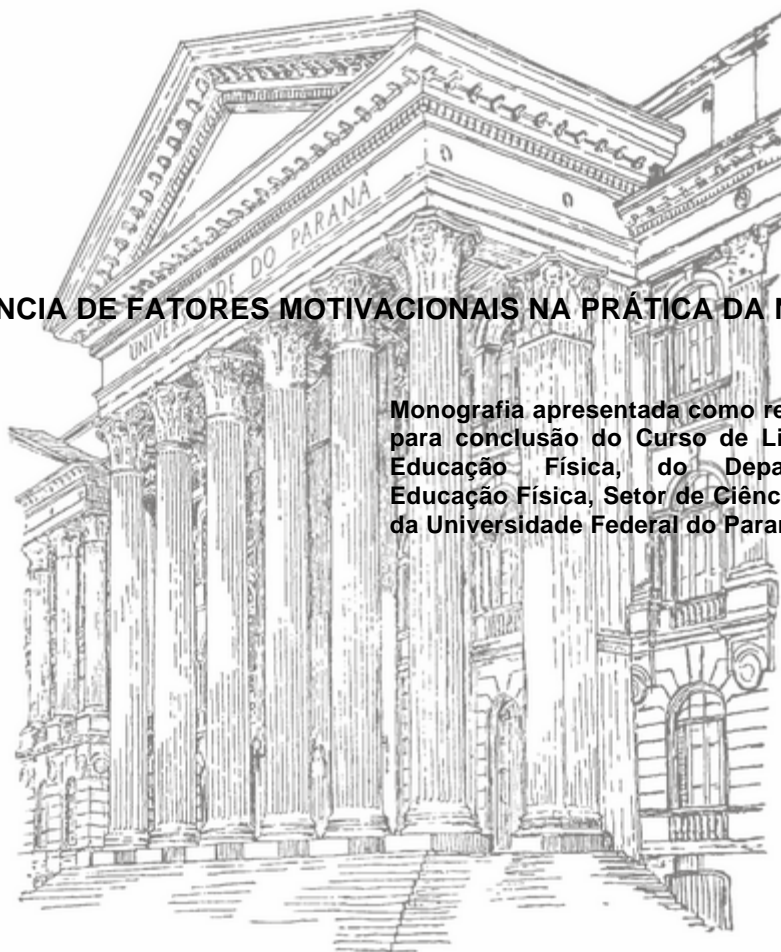 UNIVERSIDADE DO PARANÁ
NCIA DE FATORES MOTIVACIONAIS NA PRÁTICA DA
Monografia apresentada como re
para conclusão do Curso de Li
Educação Física, do Depa
Educação Física, Setor de Ciênc
da Universidade Federal do Paran